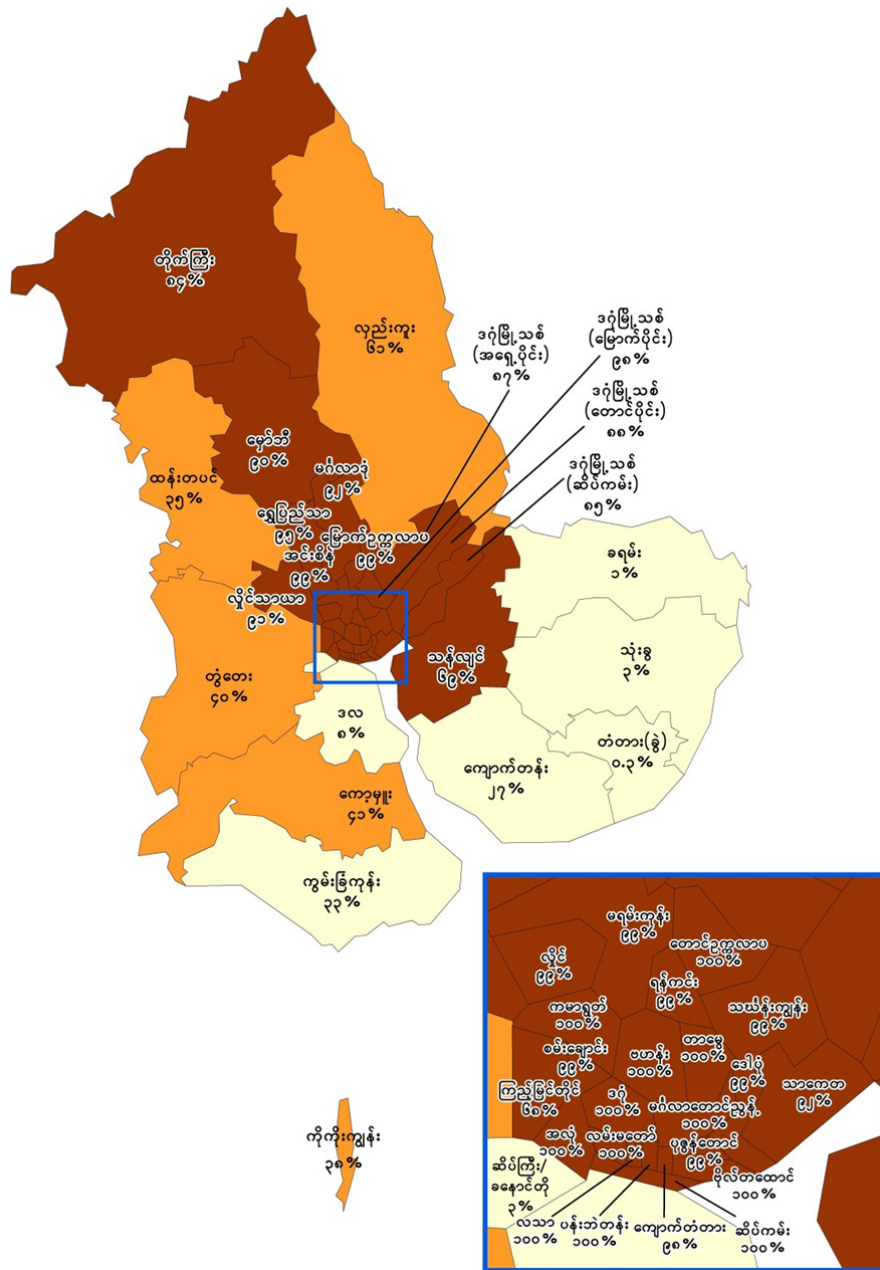 တိုက်ကြီး
၈၄%
လှည်းကူး
၆၁%
ဒဂုံမြို့သစ်
(အရှေ့ပိုင်း)
၈၇%
ဒဂုံမြို့သစ်
(မြောက်ပိုင်း)
၉၈%
ဒဂုံမြို့သစ်
(တောင်ပိုင်း)
၈၈%
ဒဂုံမြို့သစ်
(ဆိပ်ကမ်း)
၈၅%
မှော်ဘီ
၉၀%
မင်္ဂလာဒုံ
၉၂%
ထန်းတပင်
၃၅%
ရွှေပြည်သာ
၉၅%
မြောက်ဥက္ကလာပ
၉၉%
အင်းစိန်
၉၉%
လှိုင်သာယာ
၉၁%
ခရမ်း
၁%
သုံးခွ
၃%
သန်လျင်
၆၉%
တွံတေး
၄၀%
ဒလ
၈%
တံတား(ခွဲ)
၀.၃%
ကျောက်တန်း
၂၇%
ကော့မှူး
၄၁%
ကွမ်းခြံကုန်း
၃၃%
ကိုကိုးကျွန်း
၃၈%
မရမ်းကုန်း
၉၉%
တောင်ဥက္ကလာပ
၁၀၀%
လှိုင်
၉၉%
ရန်ကင်း
၉၉%
ကမာရွတ်
၁၀၀%
သင်္ဃန်းကျွန်း
၉၉%
စမ်းချောင်း
၉၉%
ဗဟန်း
၁၀၀%
တာမွေ
၁၀၀%
ဒေါပုံ
၉၉%
သာကေတ
၉၂%
ကြည့်မြင်တိုင်
၆၈%
ဒဂုံ
၁၀၀%
မင်္ဂလာတောင်ညွန့်
၁၀၀%
အလုံ
၁၀၀%
လမ်းမတော်
၁၀၀%
ပုဇွန်တောင်
၉၉%
ဗိုလ်တထောင်
၁၀၀%
ဆိပ်ကြီး/
ခနောင်တို
၃%
လသာ
၁၀၀%
ပန်းဘဲတန်း
၁၀၀%
ကျောက်တံတား
၉၈%
ဆိပ်ကမ်း
၁၀၀%